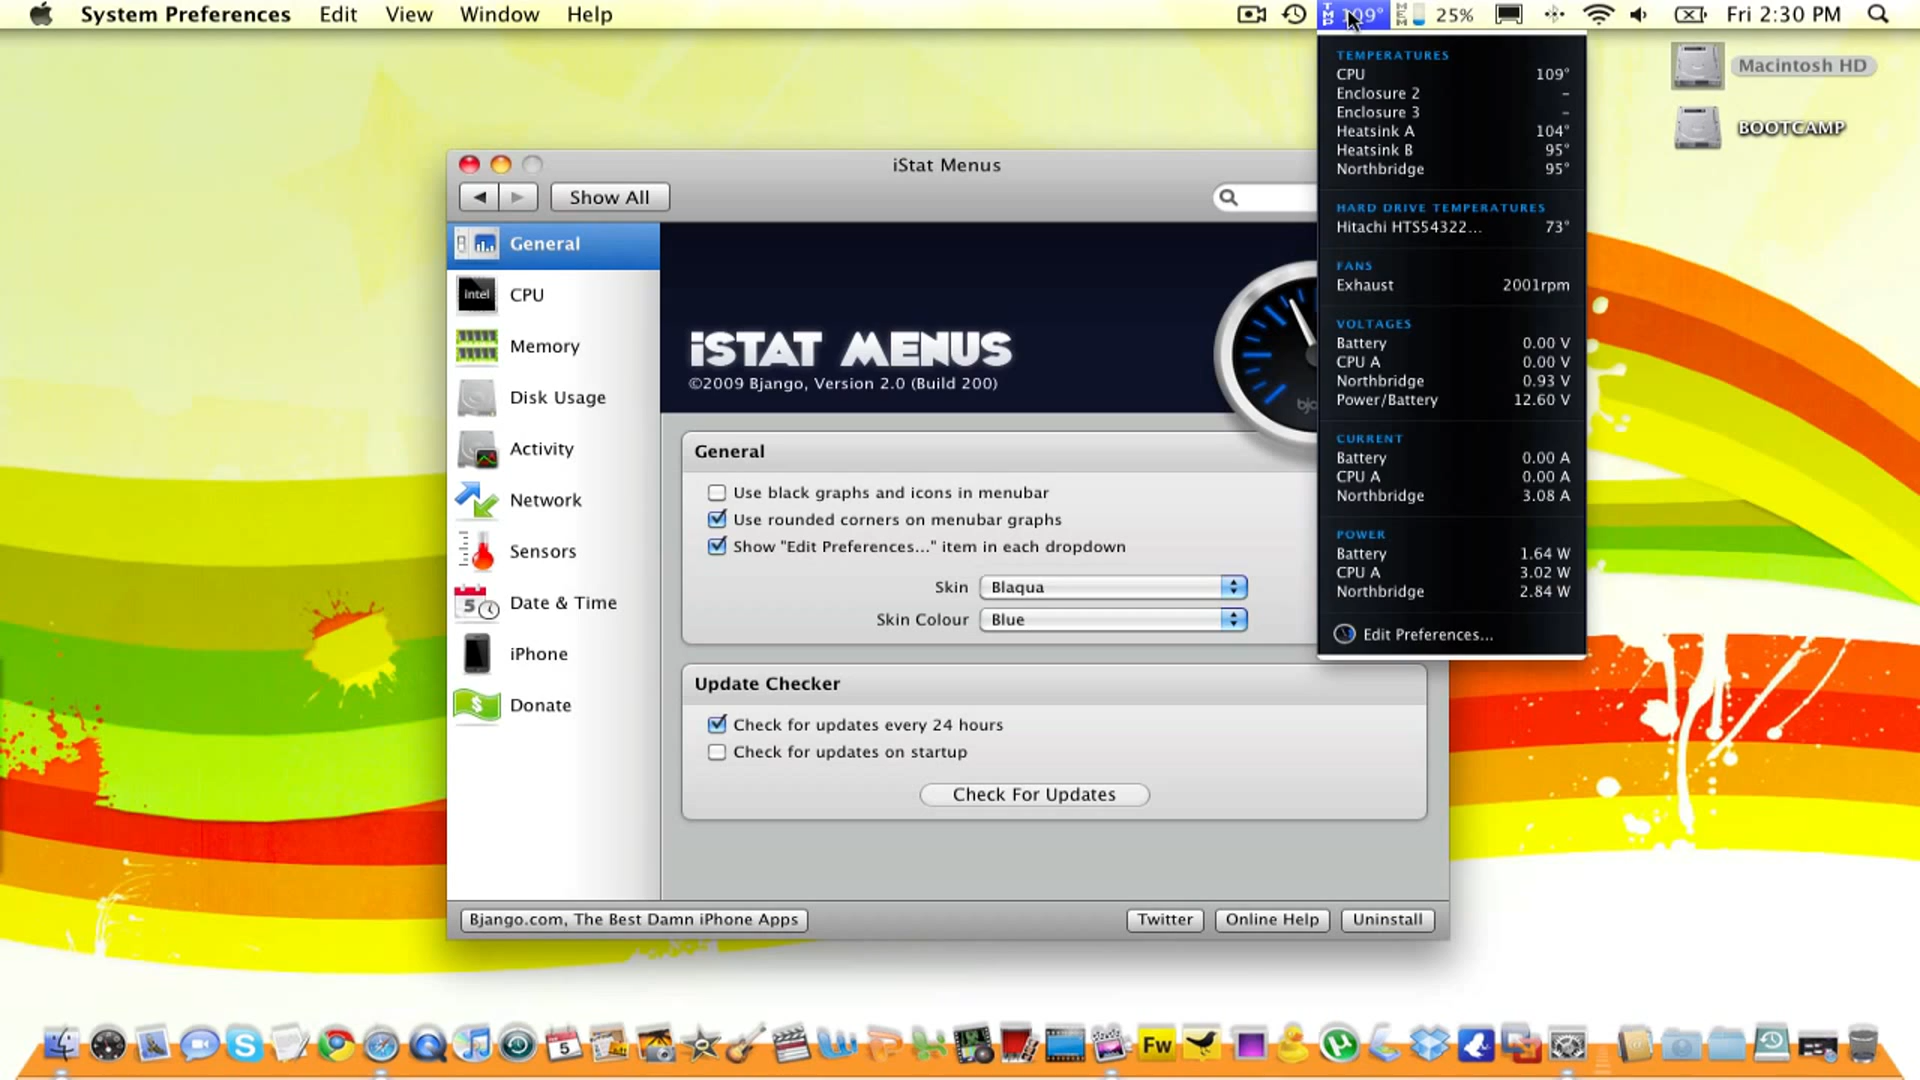 System Preferences Edit View Window Help
25% Fri 2:30 PM
Macintosh HD
BOOTCAMP
TEMPERATURES
CPU 109°
Enclosure 2 –
Enclosure 3 –
Heatsink A 104°
Heatsink B 95°
Northbridge 95°
HARD DRIVE TEMPERATURES
Hitachi HTS54322... 73°
FANS
Exhaust 2001rpm
VOLTAGES
Battery 0.00 V
CPU A 0.00 V
Northbridge 0.93 V
Power/Battery 12.60 V
CURRENT
Battery 0.00 A
CPU A 0.00 A
Northbridge 3.08 A
POWER
Battery 1.64 W
CPU A 3.02 W
Northbridge 2.84 W
Edit Preferences...
iStat Menus
Show All
General
intel CPU
Memory
Disk Usage
Activity
Network
Sensors
5 Date & Time
iPhone
$ Donate
iSTAT MENUS
©2009 Bjango, Version 2.0 (Build 200)
General
Use black graphs and icons in menubar
Use rounded corners on menubar graphs
Show "Edit Preferences..." item in each dropdown
Skin Blaqua
Skin Colour Blue
Update Checker
Check for updates every 24 hours
Check for updates on startup
Check For Updates
Bjango.com, The Best Damn iPhone Apps
Twitter
Online Help
Uninstall
5
Fw